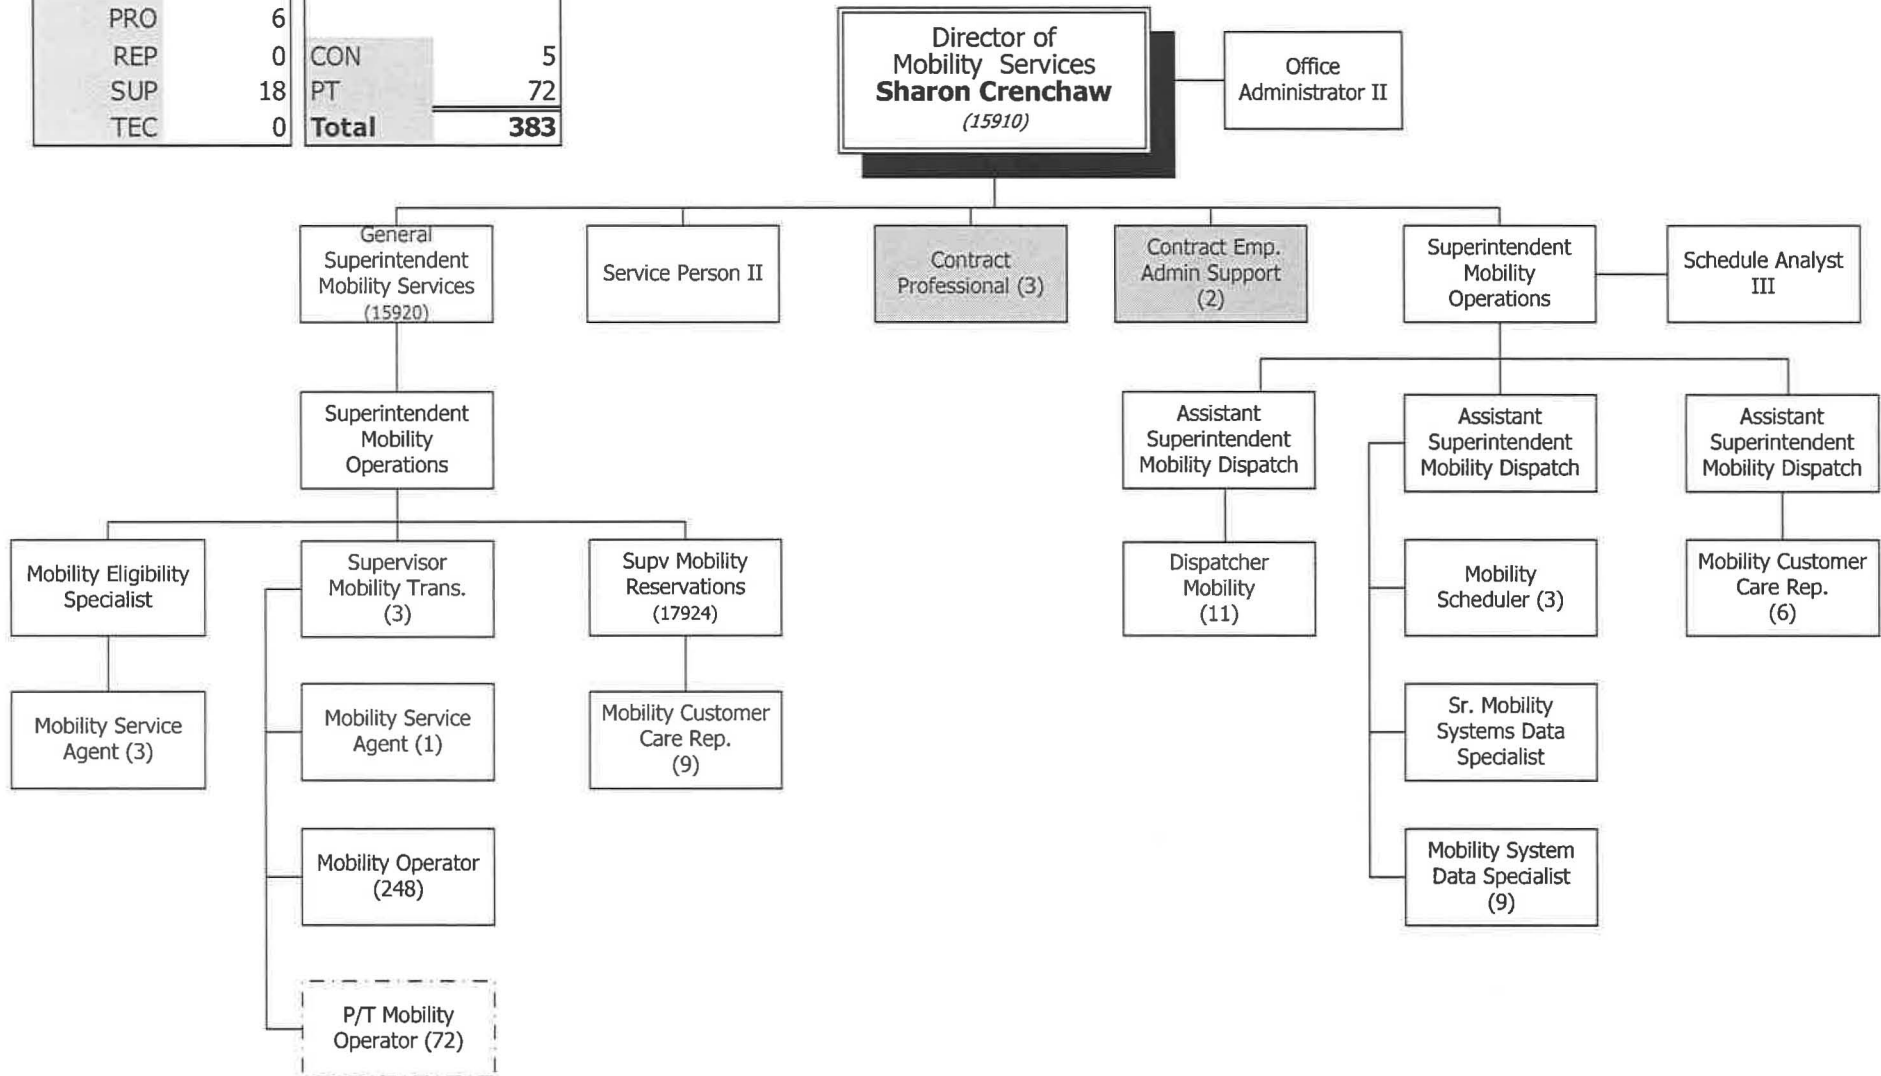 PRO 6
REP 0 CON 5
SUP 18 PT 72
TEC 0 Total 383
Director of
Mobility Services
Sharon Crenchaw
(15910)
Office
Administrator II
General
Superintendent
Mobility Services
(15920)
Service Person II
Contract
Professional (3)
Contract Emp.
Admin Support
(2)
Superintendent
Mobility
Operations
Schedule Analyst
III
Superintendent
Mobility
Operations
Assistant
Superintendent
Mobility Dispatch
Assistant
Superintendent
Mobility Dispatch
Assistant
Superintendent
Mobility Dispatch
Mobility Eligibility
Specialist
Supervisor
Mobility Trans.
(3)
Supv Mobility
Reservations
(17924)
Dispatcher
Mobility
(11)
Mobility
Scheduler (3)
Mobility Customer
Care Rep.
(6)
Mobility Service
Agent (3)
Mobility Service
Agent (1)
Mobility Customer
Care Rep.
(9)
Sr. Mobility
Systems Data
Specialist
Mobility Operator
(248)
Mobility System
Data Specialist
(9)
P/T Mobility
Operator (72)